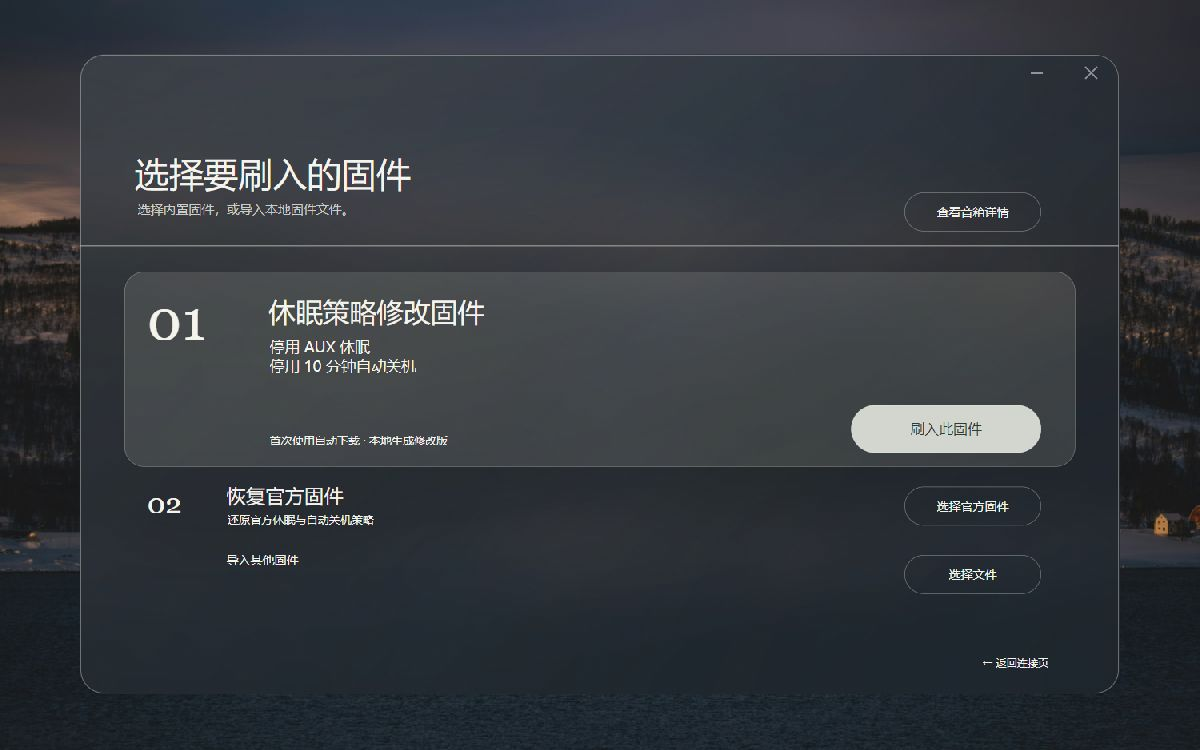 选择要刷入的固件
选择内置固件，或导入本地固件文件。
查看音箱详情
01
休眠策略修改固件
停用 AUX 休眠
停用 10 分钟自动关机
首次使用自动下载 · 本地生成修改版
刷入此固件
02
恢复官方固件
还原官方休眠与自动关机策略
选择官方固件
导入其他固件
选择文件
← 返回连接页